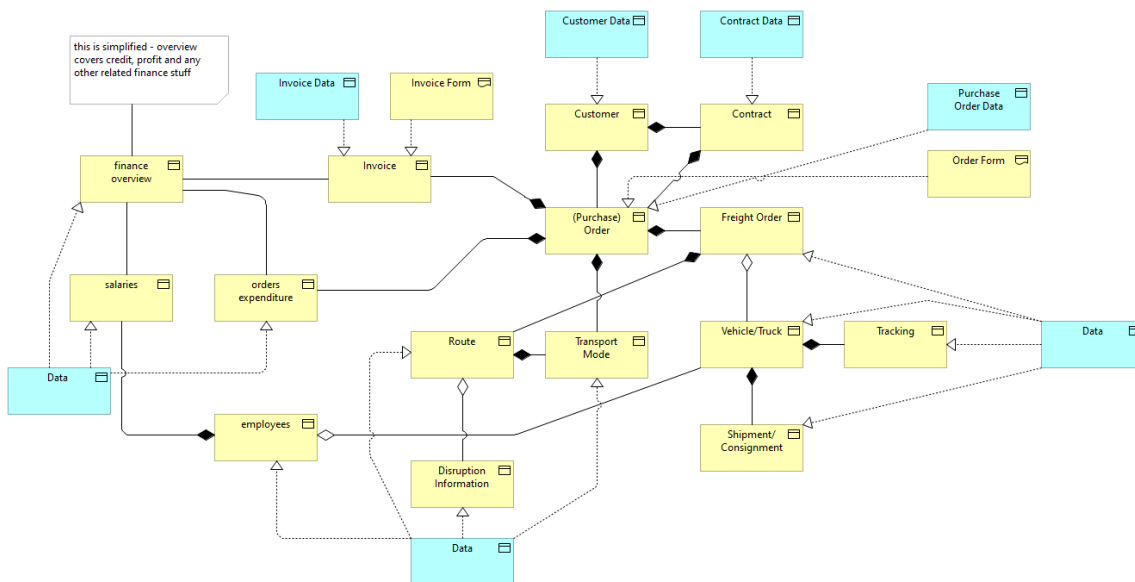 Customer Data
Contract Data
this is simplified - overview
covers credit, profit and any
other related finance stuff
Invoice Data
Invoice Form
Purchase
Order Data
Customer
Contract
finance
overview
Invoice
Order Form
(Purchase)
Order
Freight Order
salaries
orders
expenditure
Route
Transport
Mode
Vehicle/Truck
Tracking
Data
Data
employees
Shipment/
Consignment
Disruption
Information
Data